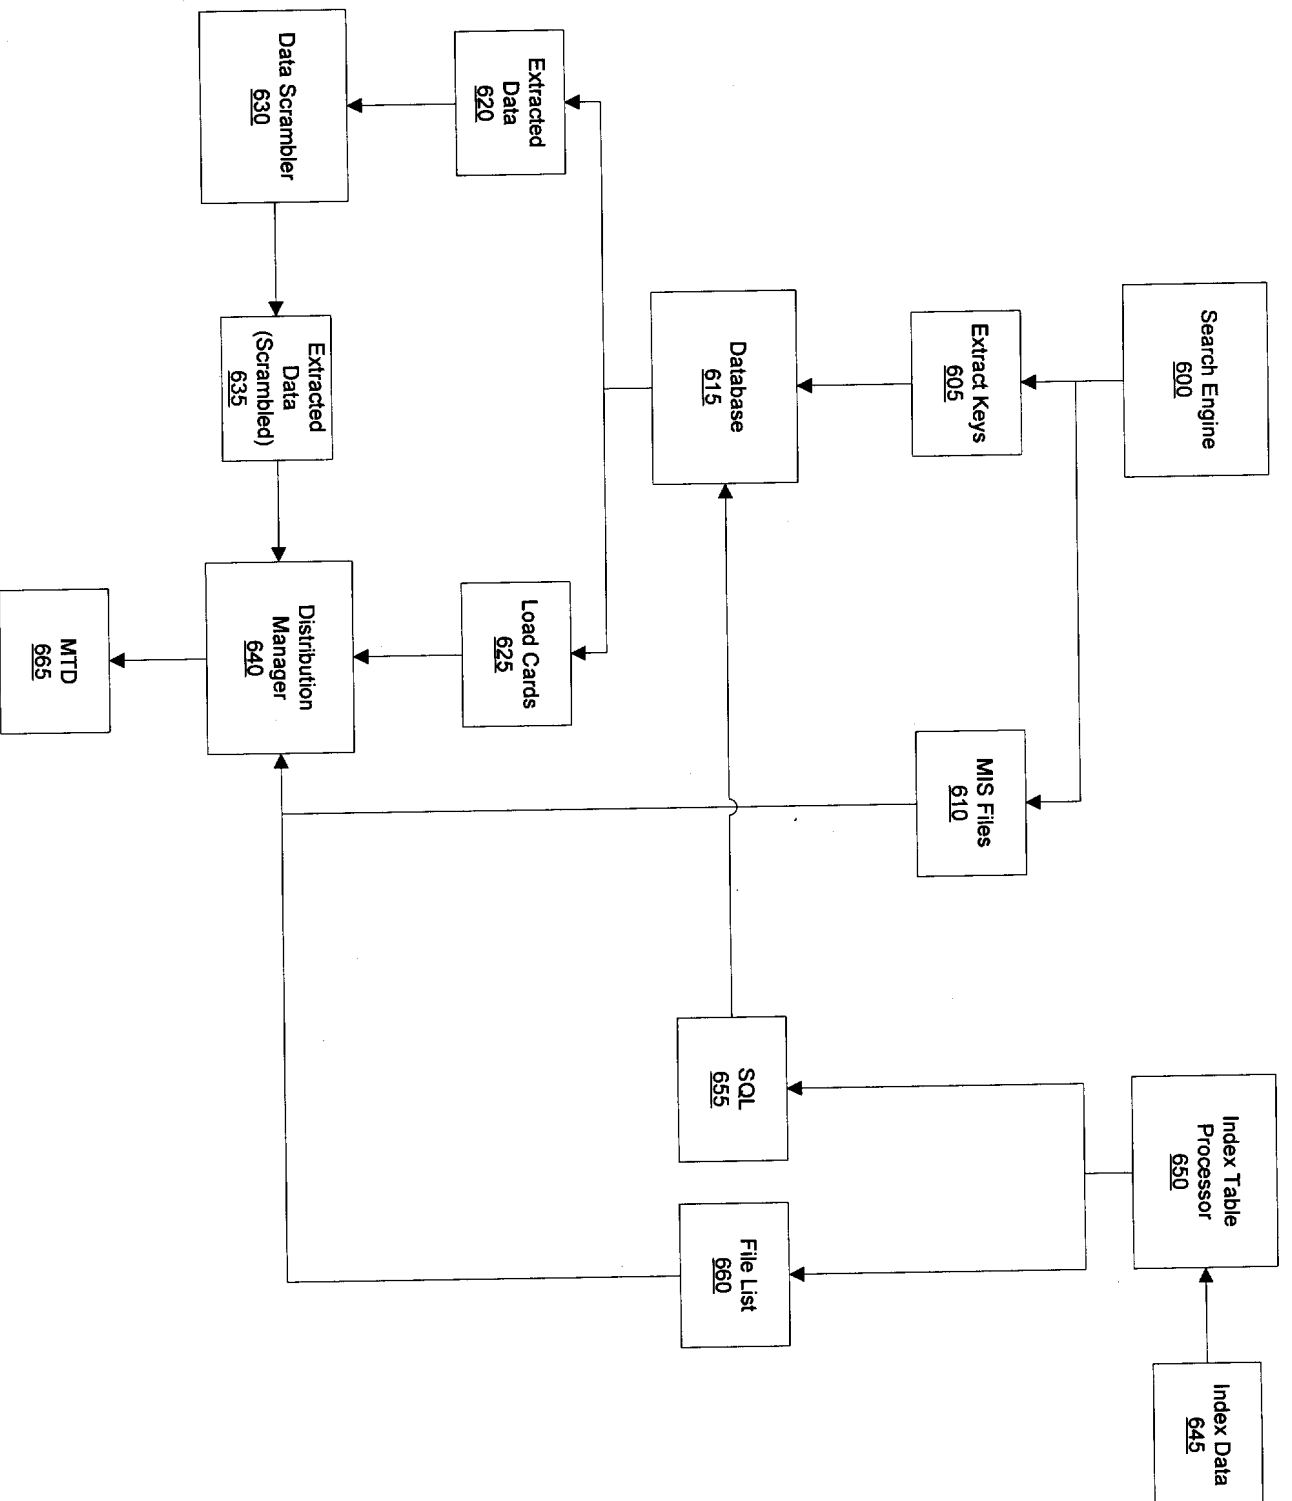 Search Engine
600
Extract Keys
605
MIS Files
610
Index Table
Processor
650
Index Data
645
Database
615
SQL
655
File List
660
Extracted
Data
620
Load Cards
625
Data Scrambler
630
Extracted
Data
(Scrambled)
635
Distribution
Manager
640
MTD
665